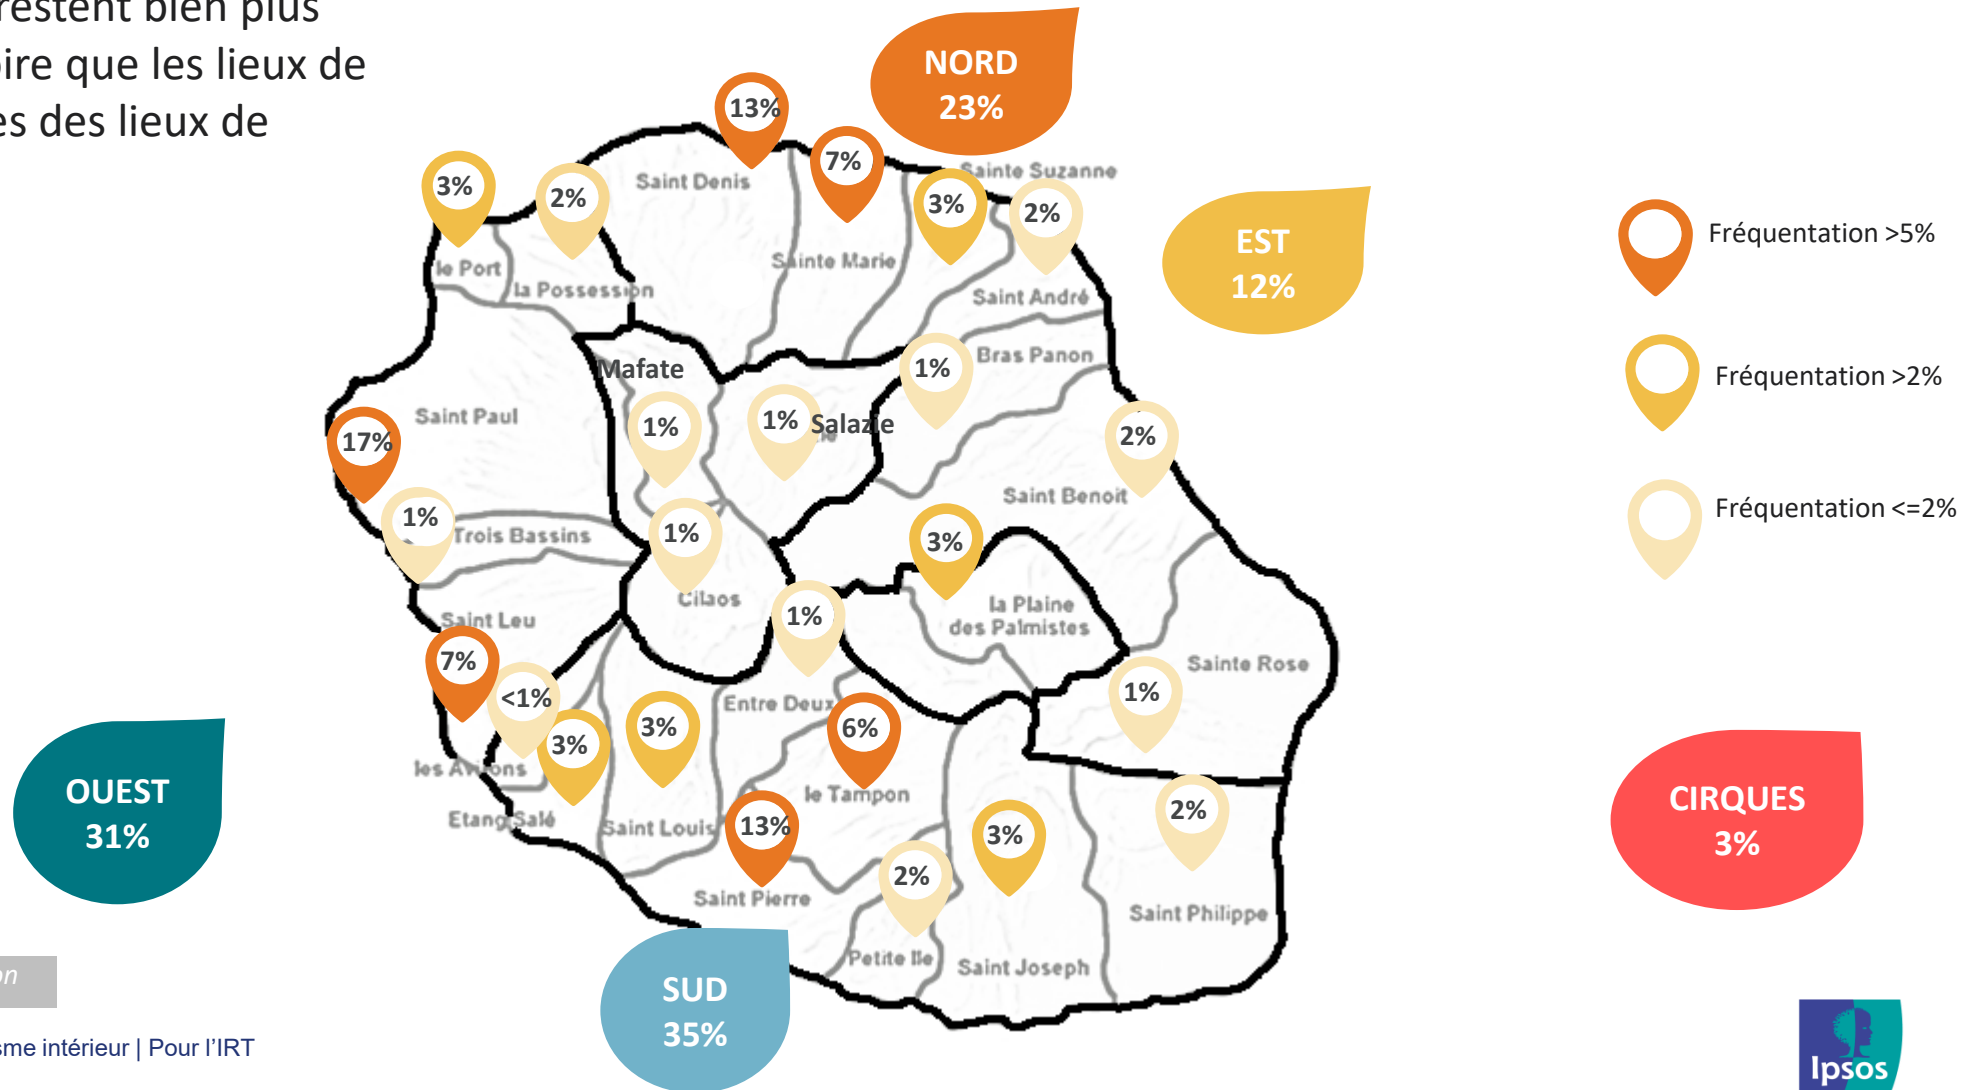 restent bien plus
oire que les lieux de
es des lieux de
NORD
23%
13%
7%
3%
2%
Saint Denis
Sainte Suzanne
3%
2%
Sainte Marie
le Port
la Possession
Saint André
EST
12%
Fréquentation >5%
Mafate
1%
Bras Panon
Fréquentation >2%
Saint Paul
17%
1%
1%
Salazie
2%
1%
Trois Bassins
1%
Saint Benoit
Fréquentation <=2%
3%
Cilaos
la Plaine
des Palmistes
Saint Leu
1%
7%
<1%
Sainte Rose
1%
3%
3%
Entre Deux
6%
les Avirons
le Tampon
Etang Salé
Saint Louis
13%
3%
2%
2%
Saint Pierre
Saint Philippe
Petite Ile
Saint Joseph
OUEST
31%
CIRQUES
3%
SUD
35%
on
sme intérieur | Pour l’IRT
Ipsos